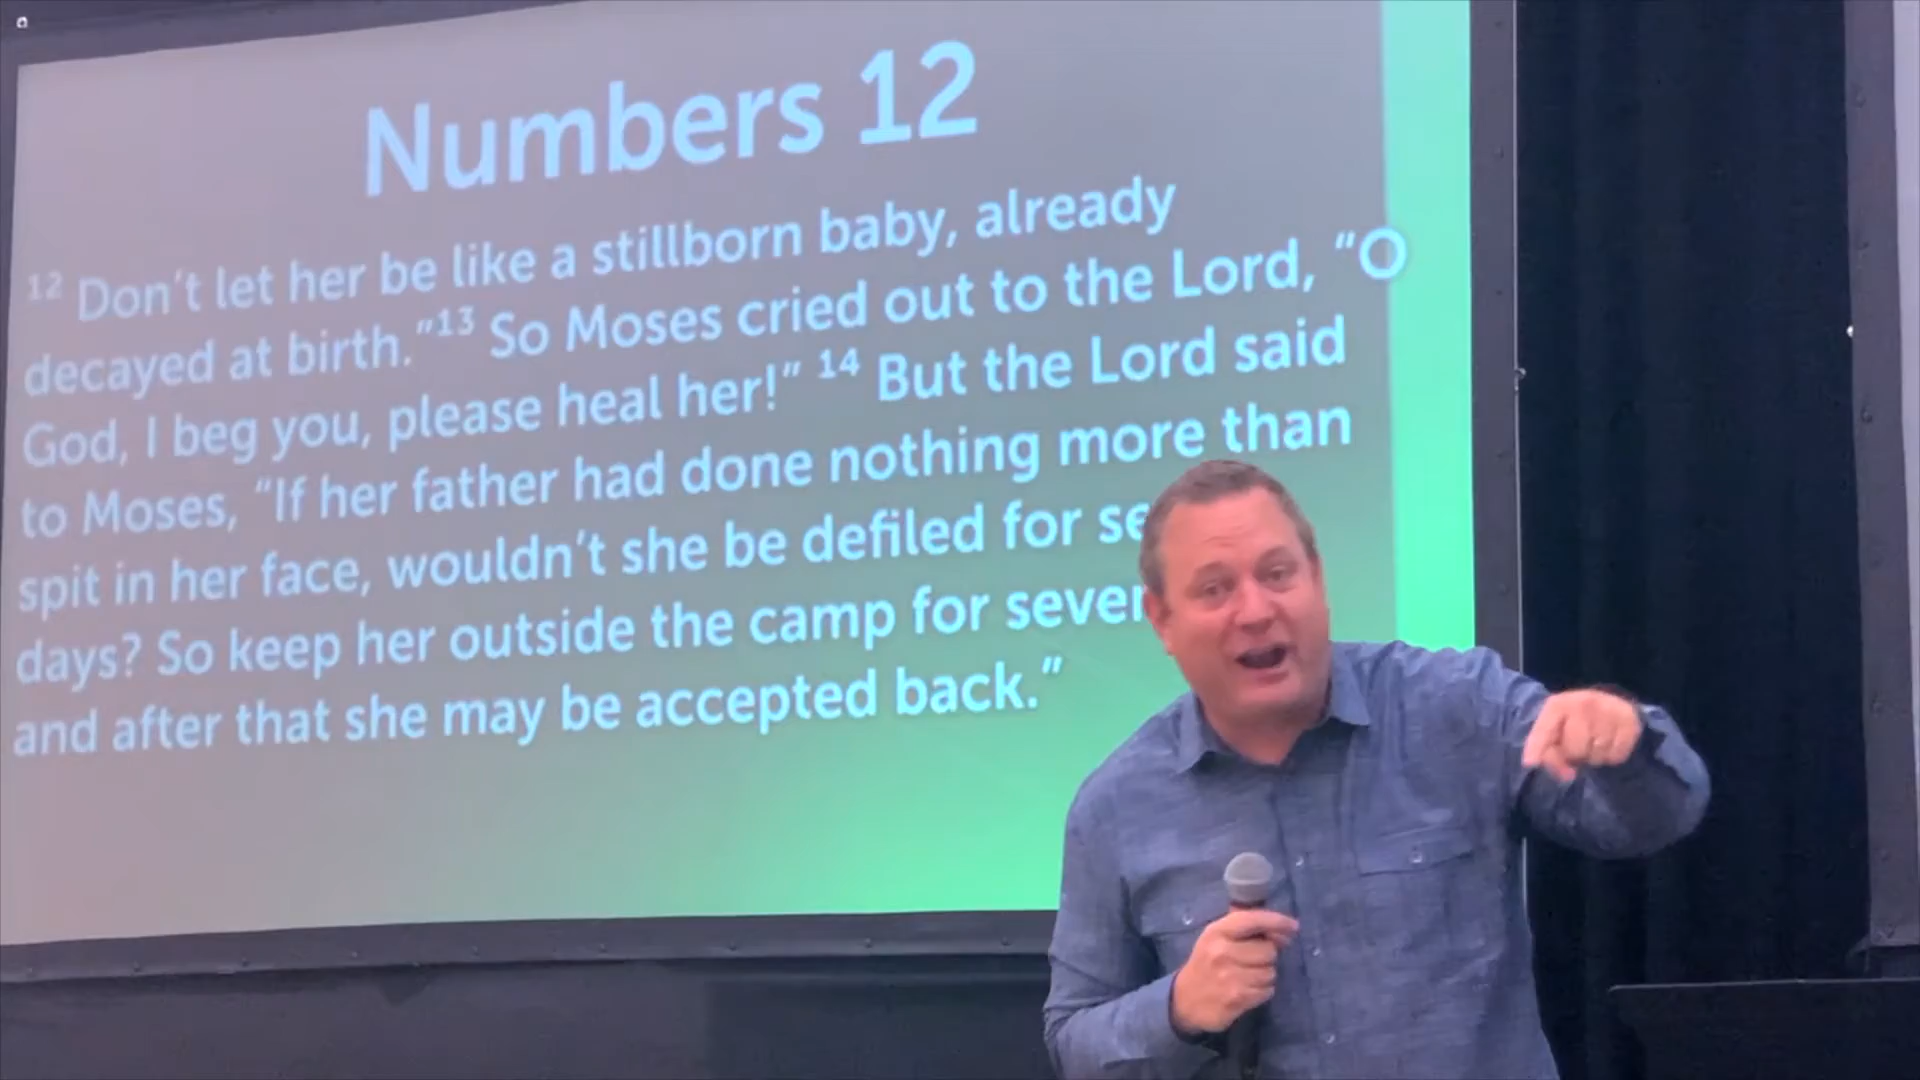 Numbers 12
12 Don't let her be like a stillborn baby, already
decayed at birth."13 So Moses cried out to the Lord, “O
God, I beg you, please heal her!” 14 But the Lord said
to Moses, “If her father had done nothing more than
spit in her face, wouldn't she be defiled for
days? So keep her outside the camp for
and after that she may be accepted back.”